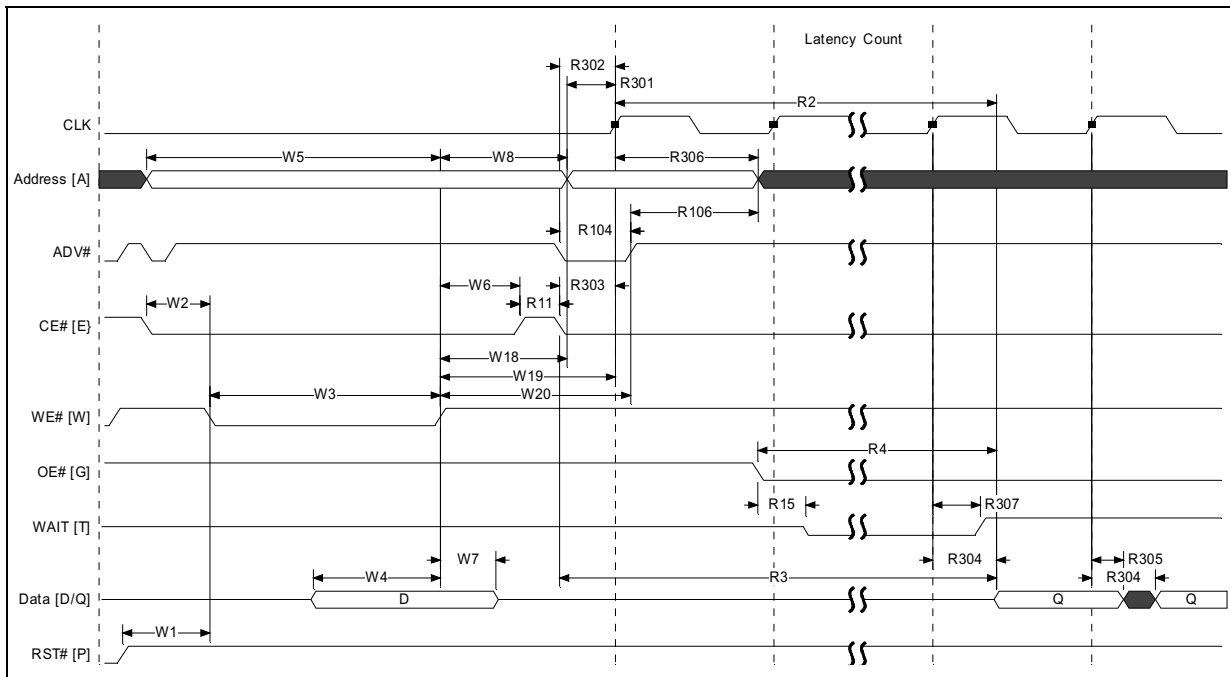 Latency Count
R302
R301
R2
CLK
W5
W8
R306
Address [A]
R106
R104
ADV#
W6
R303
W2
R11
CE# [E}
W18
W19
W3
W20
WE# [W]
R4
OE# [G]
R15
R307
WAIT [T]
W7
R304
R305
W4
R3
R304
Data [D/Q]
D
Q
Q
W1
RST# [P]